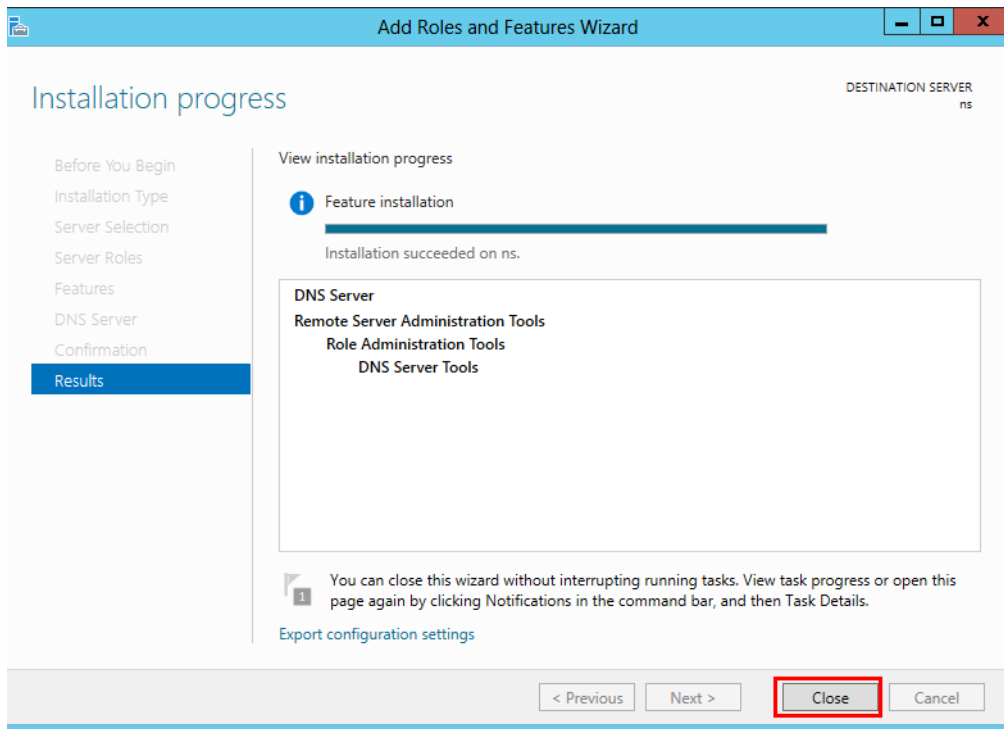 Add Roles and Features Wizard
Installation progress
DESTINATION SERVER
ns
Before You Begin
Installation Type
Server Selection
Server Roles
Features
DNS Server
Confirmation
Results
View installation progress
Feature installation
Installation succeeded on ns.
DNS Server
Remote Server Administration Tools
Role Administration Tools
DNS Server Tools
1
You can close this wizard without interrupting running tasks. View task progress or open this
page again by clicking Notifications in the command bar, and then Task Details.
Export configuration settings
< Previous
Next >
Close
Cancel